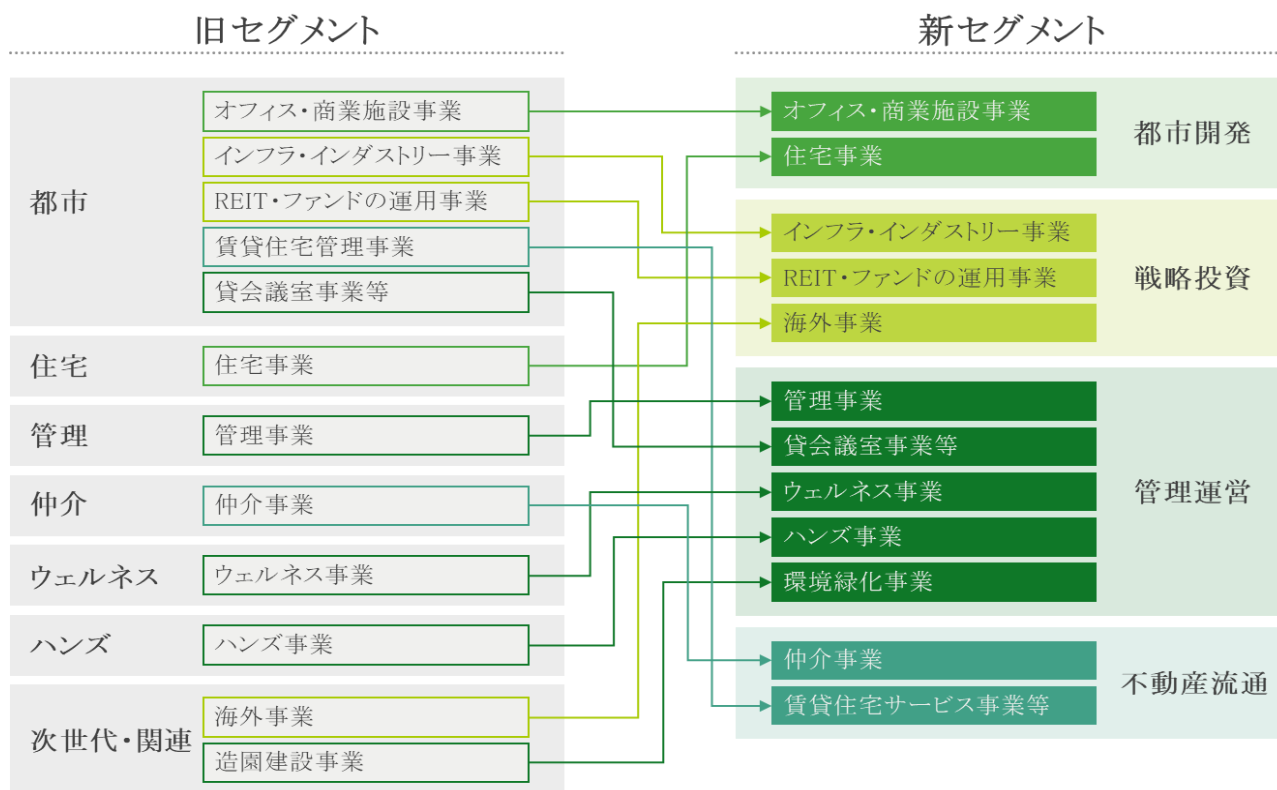 旧セグメント
都市
オフィス・商業施設事業
インフラ・インダストリー事業
REIT・ファンドの運用事業
賃貸住宅管理事業
貸会議室事業等
住宅
住宅事業
管理
管理事業
仲介
仲介事業
ウェルネス
ウェルネス事業
ハンズ
ハンズ事業
次世代・関連
海外事業
造園建設事業
新セグメント
オフィス・商業施設事業
住宅事業
都市開発
インフラ・インダストリー事業
REIT・ファンドの運用事業
海外事業
戦略投資
管理事業
貸会議室事業等
ウェルネス事業
ハンズ事業
環境緑化事業
管理運営
仲介事業
賃貸住宅サービス事業等
不動産流通